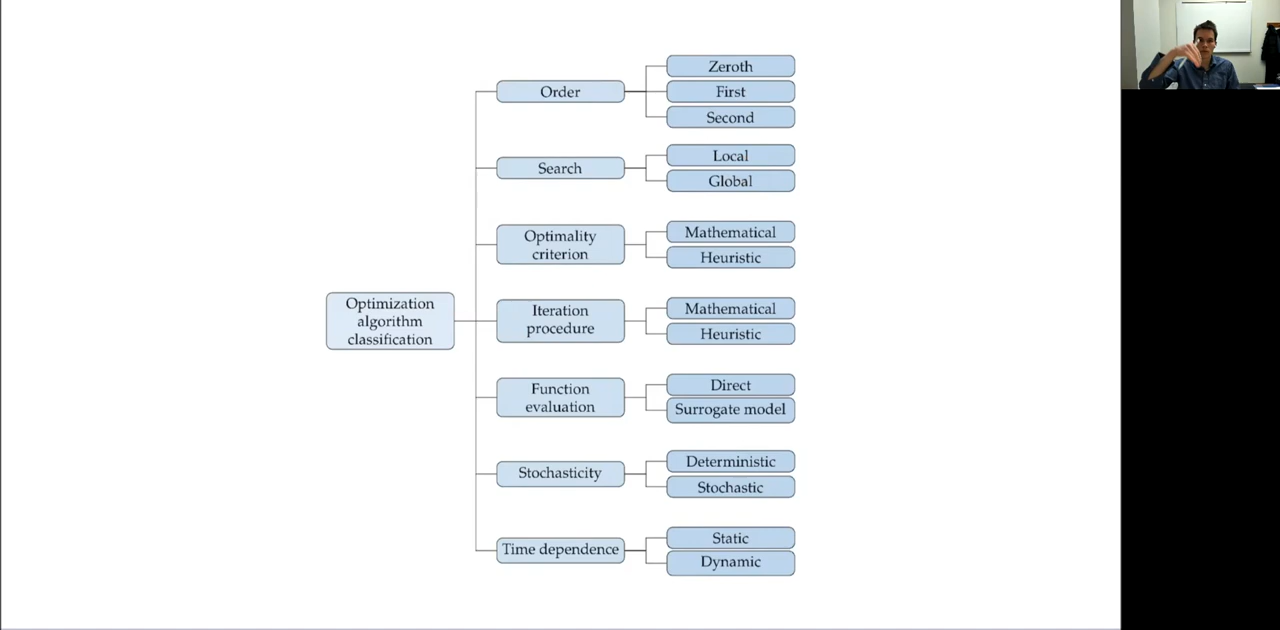 Optimization
algorithm
classification
Order
Zeroth
First
Second
Search
Local
Global
Optimality
criterion
Mathematical
Heuristic
Iteration
procedure
Mathematical
Heuristic
Function
evaluation
Direct
Surrogate model
Stochasticity
Deterministic
Stochastic
Time dependence
Static
Dynamic